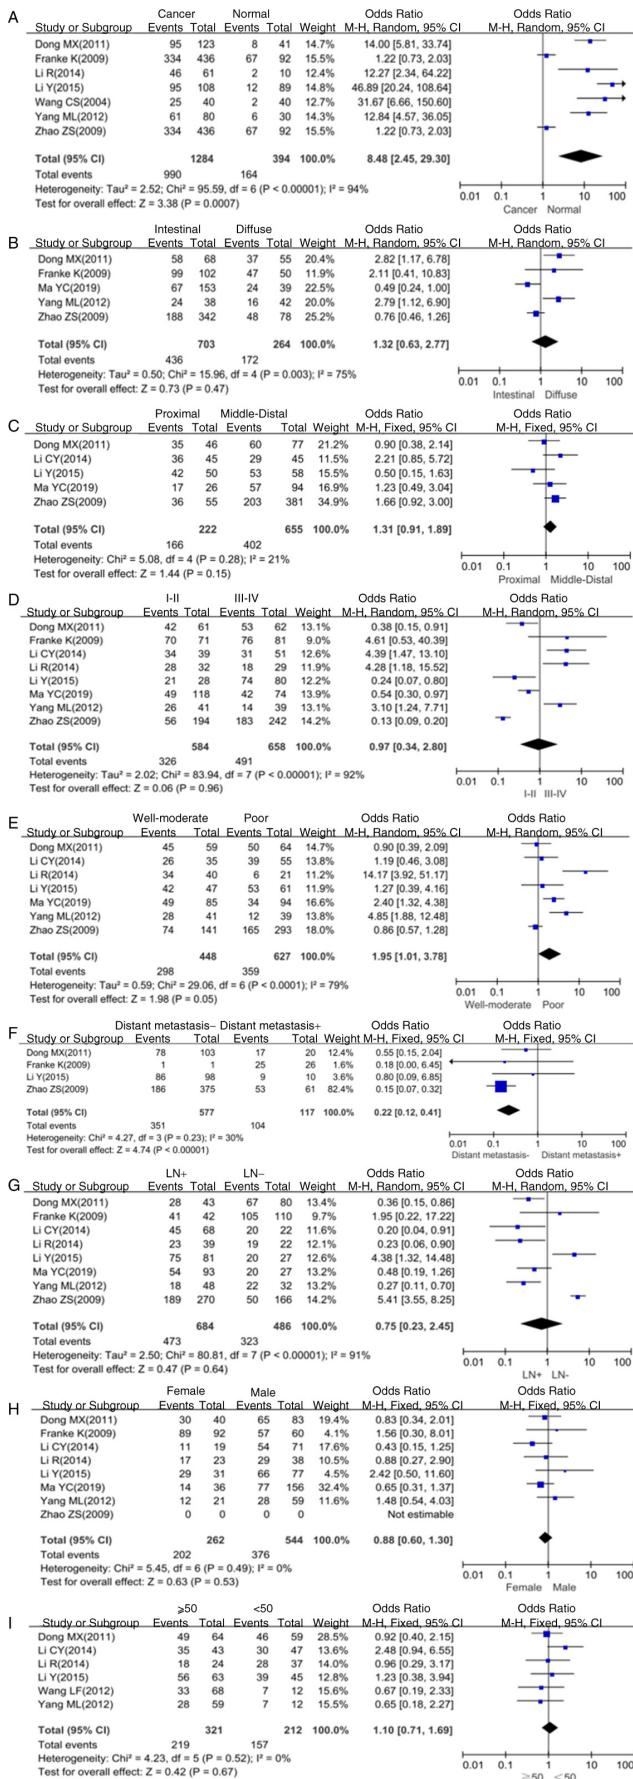 A
Cancer Normal Odds Ratio Odds Ratio
Study or Subgroup Events Total Events Total Weight M-H, Random, 95% CI M-H, Random, 95% CI
Dong MX(2011) 95 123 8 41 14.7% 14.00 [5.81, 33.74]
Franke K(2009) 334 436 67 92 15.5% 1.22 [0.73, 2.03]
Li R(2014) 46 61 2 10 12.3% 12.27 [2.34, 64.22]
Li Y(2015) 95 108 12 89 14.8% 46.89 [20.24, 108.64]
Wang CS(2004) 25 40 2 40 12.8% 31.67 [6.66, 150.60]
Yang ML(2012) 61 80 6 30 14.4% 12.84 [4.57, 36.05]
Zhao ZS(2009) 334 436 67 92 15.5% 1.22 [0.73, 2.03]
Total (95% CI) 1284 394 100.0% 8.48 [2.45, 29.30]
Total events 990 164
Heterogeneity: Tau² = 2.52; Chi² = 95.59, df = 6 (P < 0.00001); I² = 94%
Test for overall effect: Z = 3.38 (P = 0.0007)
0.01 0.1 1 10 100
Cancer Normal
B
Intestinal Diffuse Odds Ratio Odds Ratio
Study or Subgroup Events Total Events Total Weight M-H, Random, 95% CI M-H, Random, 95% CI
Dong MX(2011) 58 68 37 55 20.4% 2.82 [1.17, 6.78]
Franke K(2009) 99 102 47 50 11.9% 2.11 [0.41, 10.83]
Ma YC(2019) 67 153 24 39 22.5% 0.49 [0.24, 1.00]
Yang ML(2012) 24 38 16 42 20.0% 2.79 [1.12, 6.90]
Zhao ZS(2009) 188 342 48 78 25.2% 0.76 [0.46, 1.26]
Total (95% CI) 703 264 100.0% 1.32 [0.63, 2.77]
Total events 436 172
Heterogeneity: Tau² = 0.50; Chi² = 15.96, df = 4 (P = 0.003); I² = 75%
Test for overall effect: Z = 0.73 (P = 0.47)
0.01 0.1 1 10 100
Intestinal Diffuse
C
Proximal Middle-Distal Odds Ratio Odds Ratio
Study or Subgroup Events Total Events Total Weight M-H, Fixed, 95% CI M-H, Random, 95% CI
Dong MX(2011) 35 46 60 77 21.2% 0.90 [0.38, 2.14]
Li CY(2014) 36 45 29 45 11.5% 2.21 [0.85, 5.72]
Li Y(2015) 42 50 53 58 15.1% 0.50 [0.15, 1.63]
Ma YC(2019) 17 26 57 94 17.4% 1.23 [0.49, 3.04]
Zhao ZS(2009) 36 55 203 381 34.9% 1.66 [0.92, 3.00]
Total (95% CI) 222 655 100.0% 1.31 [0.91, 1.89]
Total events 166 402
Heterogeneity: Chi² = 5.08, df = 4 (P = 0.28); I² = 21%
Test for overall effect: Z = 1.44 (P = 0.15)
0.01 0.1 1 10 100
Proximal Middle-Distal
D
I-II III-IV Odds Ratio Odds Ratio
Study or Subgroup Events Total Events Total Weight M-H, Random, 95% CI M-H, Random, 95% CI
Dong MX(2011) 42 61 53 62 13.1% 0.38 [0.15, 0.91]
Franke K(2009) 70 71 76 81 9.0% 4.61 [0.53, 40.39]
Li CY(2014) 34 39 31 51 12.6% 4.39 [1.47, 13.10]
Li R(2014) 28 32 18 29 11.9% 4.28 [1.18, 15.52]
Li Y(2015) 21 28 74 80 12.2% 0.24 [0.07, 0.80]
Ma YC(2019) 49 118 42 74 14.0% 0.54 [0.30, 0.97]
Yang ML(2012) 26 41 14 39 13.0% 3.10 [1.24, 7.71]
Zhao ZS(2009) 56 194 183 242 14.2% 0.13 [0.09, 0.20]
Total (95% CI) 584 658 100.0% 0.97 [0.34, 2.80]
Total events 326 491
Heterogeneity: Tau² = 2.02; Chi² = 83.94, df = 7 (P < 0.00001); I² = 92%
Test for overall effect: Z = 0.06 (P = 0.96)
0.01 0.1 1 10 100
I-II III-IV
E
Well-moderate Poor Odds Ratio Odds Ratio
Study or Subgroup Events Total Events Total Weight M-H, Random, 95% CI M-H, Random, 95% CI
Dong MX(2011) 45 59 50 64 14.7% 0.90 [0.39, 2.09]
Li CY(2014) 26 35 39 55 13.8% 1.19 [0.46, 3.08]
Li R(2014) 34 40 6 21 10.8% 14.17 [3.92, 51.17]
Li Y(2015) 42 47 53 61 12.1% 1.27 [0.39, 4.16]
Ma YC(2019) 49 85 34 94 16.8% 2.40 [1.32, 4.38]
Yang ML(2012) 28 41 12 39 13.8% 4.85 [1.88, 12.48]
Zhao ZS(2009) 74 141 165 293 18.0% 0.86 [0.57, 1.28]
Total (95% CI) 448 627 100.0% 1.95 [1.01, 3.78]
Total events 298 359
Heterogeneity: Tau² = 0.59; Chi² = 29.06, df = 6 (P < 0.0001); I² = 79%
Test for overall effect: Z = 1.98 (P = 0.05)
0.01 0.1 1 10 100
Well-moderate Poor
F
Distant metastasis− Distant metastasis+ Odds Ratio Odds Ratio
Study or Subgroup Events Total Events Total Weight M-H, Fixed, 95% CI M-H, Fixed, 95% CI
Dong MX(2011) 78 103 17 20 12.4% 0.55 [0.15, 2.04]
Franke K(2009) 1 1 25 26 1.6% 0.18 [0.00, 6.45]
Li Y(2015) 86 98 9 10 3.6% 0.80 [0.09, 6.85]
Zhao ZS(2009) 186 375 53 61 82.4% 0.15 [0.07, 0.32]
Total (95% CI) 577 117 100.0% 0.22 [0.12, 0.41]
Total events 351 104
Heterogeneity: Chi² = 4.27, df = 3 (P = 0.23); I² = 30%
Test for overall effect: Z = 4.74 (P < 0.00001)
0.01 0.1 1 10 100
Distant metastasis- Distant metastasis+
G
LN+ LN− Odds Ratio Odds Ratio
Study or Subgroup Events Total Events Total Weight M-H, Random, 95% CI M-H, Random, 95% CI
Dong MX(2011) 28 43 67 80 13.4% 0.36 [0.15, 0.86]
Franke K(2009) 41 42 105 110 9.7% 1.95 [0.22, 17.22]
Li CY(2014) 45 68 20 22 11.6% 0.20 [0.04, 0.91]
Li R(2014) 23 39 19 22 12.1% 0.23 [0.06, 0.90]
Li Y(2015) 75 81 20 27 12.6% 4.38 [1.32, 14.48]
Ma YC(2019) 54 93 20 27 13.2% 0.48 [0.19, 1.26]
Yang ML(2012) 18 48 22 32 13.2% 0.27 [0.11, 0.70]
Zhao ZS(2009) 189 270 50 166 14.2% 5.41 [3.55, 8.25]
Total (95% CI) 684 486 100.0% 0.75 [0.23, 2.45]
Total events 473 323
Heterogeneity: Tau² = 2.50; Chi² = 80.81, df = 7 (P < 0.00001); I² = 91%
Test for overall effect: Z = 0.47 (P = 0.64)
0.01 0.1 1 10 100
LN+ LN-
H
Female Male Odds Ratio Odds Ratio
Study or Subgroup Events Total Events Total Weight M-H, Fixed, 95% CI M-H, Fixed, 95% CI
Dong MX(2011) 30 40 65 83 19.4% 0.83 [0.34, 2.01]
Franke K(2009) 89 92 57 60 4.1% 1.56 [0.30, 8.01]
Li CY(2014) 11 19 54 71 17.6% 0.43 [0.15, 1.25]
Li R(2014) 17 23 29 38 10.5% 0.88 [0.27, 2.90]
Li Y(2015) 29 31 66 77 4.5% 2.42 [0.50, 11.60]
Ma YC(2019) 14 36 77 156 32.4% 0.65 [0.31, 1.37]
Yang ML(2012) 12 21 28 59 11.6% 1.48 [0.54, 4.03]
Zhao ZS(2009) 0 0 0 0 Not estimable
Total (95% CI) 262 544 100.0% 0.88 [0.60, 1.30]
Total events 202 376
Heterogeneity: Chi² = 5.45, df = 6 (P = 0.49); I² = 0%
Test for overall effect: Z = 0.63 (P = 0.53)
0.01 0.1 1 10 100
Female Male
I
⩾50 <50 Odds Ratio Odds Ratio
Study or Subgroup Events Total Events Total Weight M-H, Fixed, 95% CI M-H, Fixed, 95% CI
Dong MX(2011) 49 64 46 59 28.5% 0.92 [0.40, 2.15]
Li CY(2014) 35 43 30 47 13.6% 2.48 [0.94, 6.55]
Li R(2014) 18 24 28 37 14.3% 0.96 [0.29, 3.17]
Li Y(2015) 56 63 39 45 12.6% 1.23 [0.38, 3.94]
Wang LF(2012) 33 68 7 12 15.6% 0.67 [0.19, 2.33]
Yang ML(2012) 28 59 7 12 15.5% 0.65 [0.18, 2.27]
Total (95% CI) 321 212 100.0% 1.10 [0.71, 1.69]
Total events 219 157
Heterogeneity: Chi² = 4.23, df = 5 (P = 0.52); I² = 0%
Test for overall effect: Z = 0.42 (P = 0.67)
0.01 0.1 1 10 100
≥50 <50